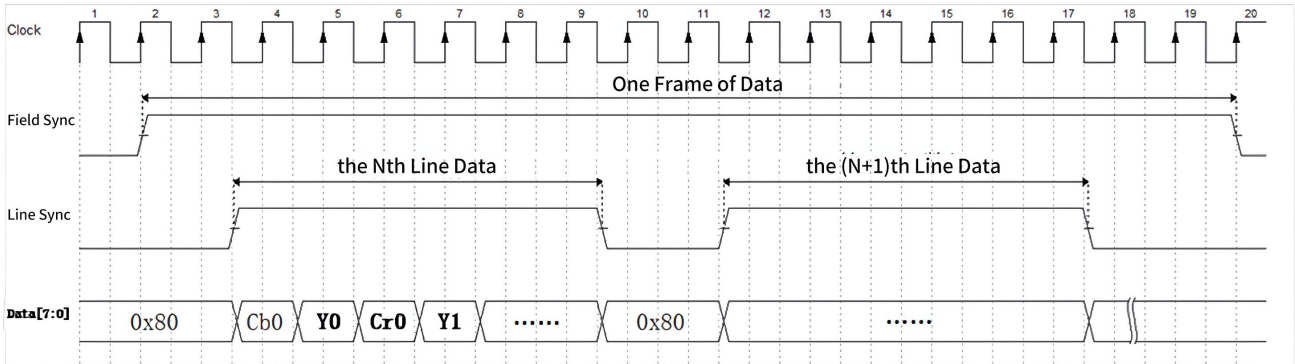 1 2 3 4 5 6 7 8 9 10 11 12 13 14 15 16 17 18 19 20
Clock
One Frame of Data
Field Sync
the Nth Line Data the (N+1)th Line Data
Line Sync
Data[7:0]
0x80 Cb0 Y0 Cr0 Y1 ...... 0x80 ......